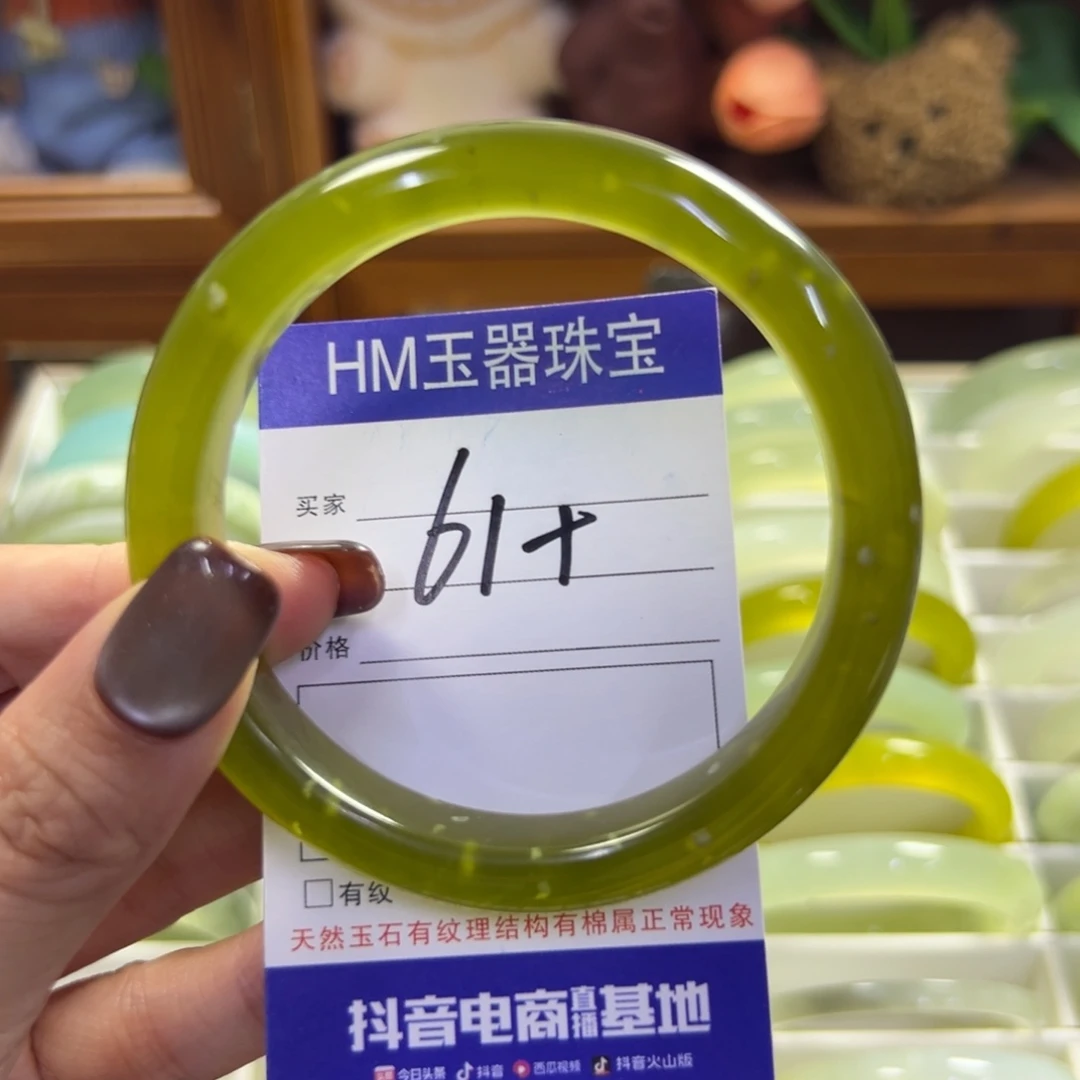 HM玉器珠宝
买家
61+
价格
有纹
天然玉石有纹理结构有棉属正常现象
抖音电商直播基地
今日头条 抖音 西瓜视频 抖音火山版